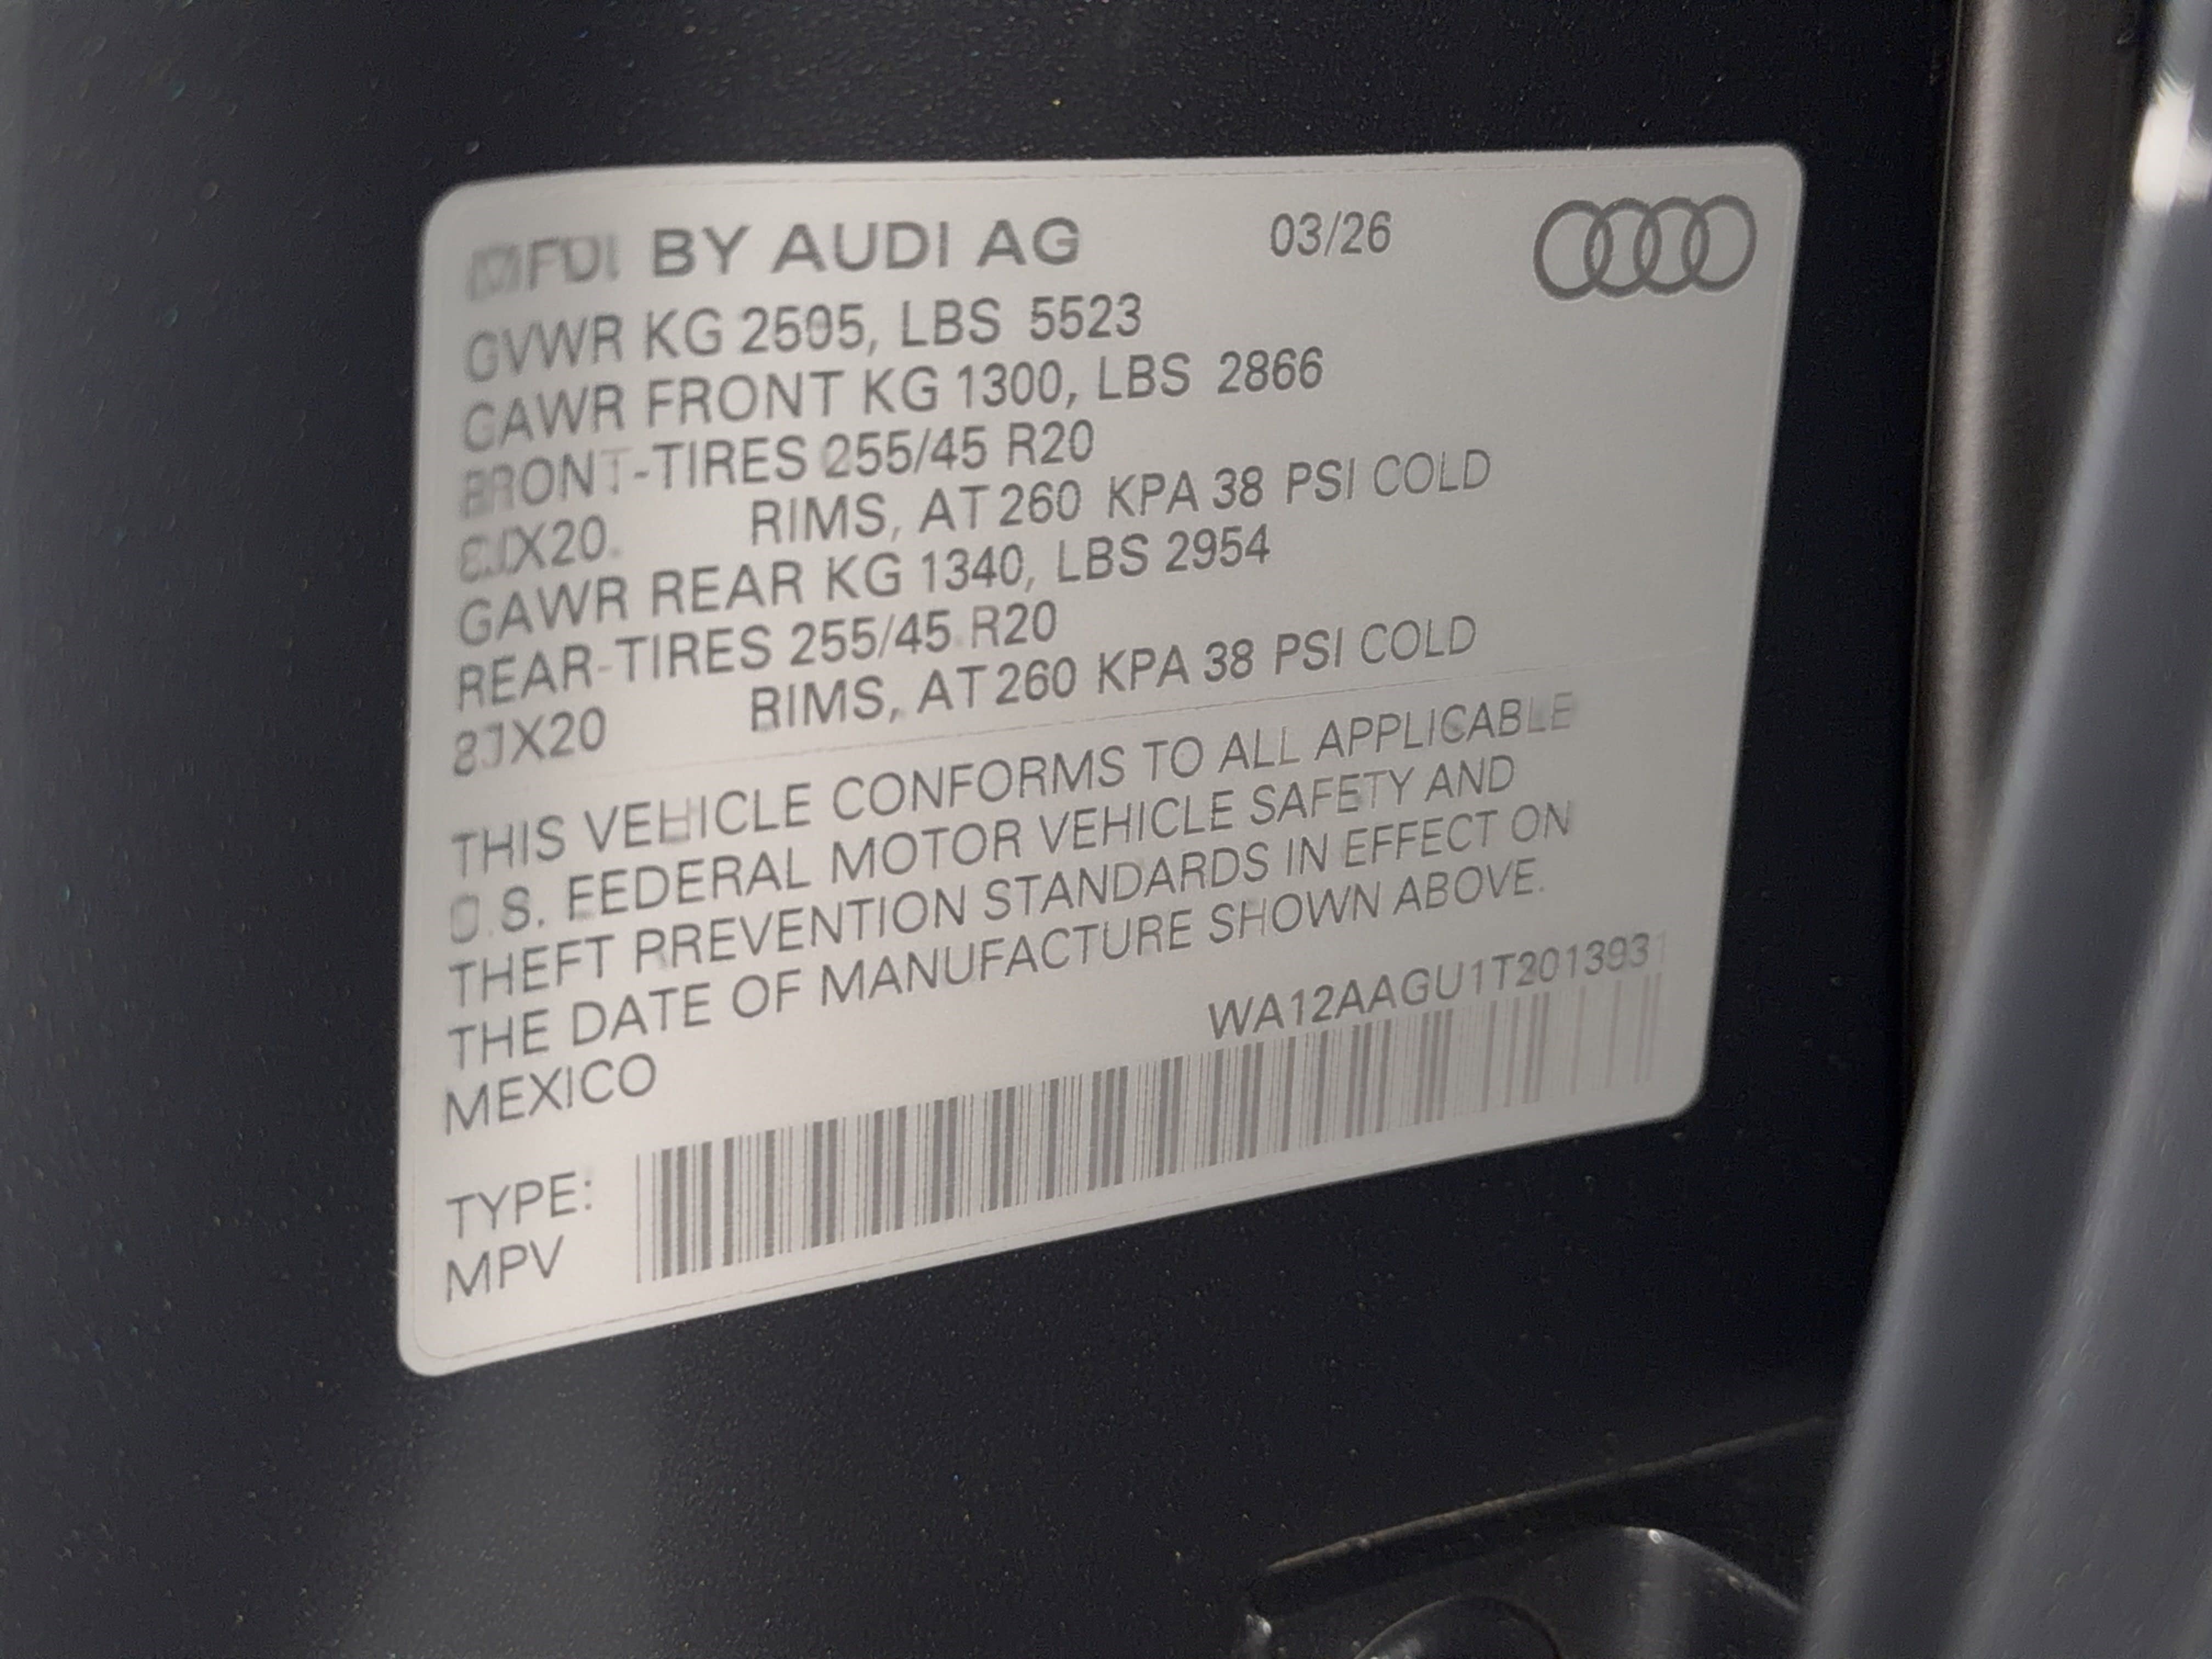 MFD BY AUDI AG 03/26
GVWR KG 2505, LBS 5523
GAWR FRONT KG 1300, LBS 2866
FRONT-TIRES 255/45 R20
8JX20 RIMS, AT 260 KPA 38 PSI COLD
GAWR REAR KG 1340, LBS 2954
REAR-TIRES 255/45 R20
8JX20 RIMS, AT 260 KPA 38 PSI COLD
THIS VEHICLE CONFORMS TO ALL APPLICABLE
U.S. FEDERAL MOTOR VEHICLE SAFETY AND
THEFT PREVENTION STANDARDS IN EFFECT ON
THE DATE OF MANUFACTURE SHOWN ABOVE.
MEXICO
WA12AAGU1T2013931
TYPE:
MPV